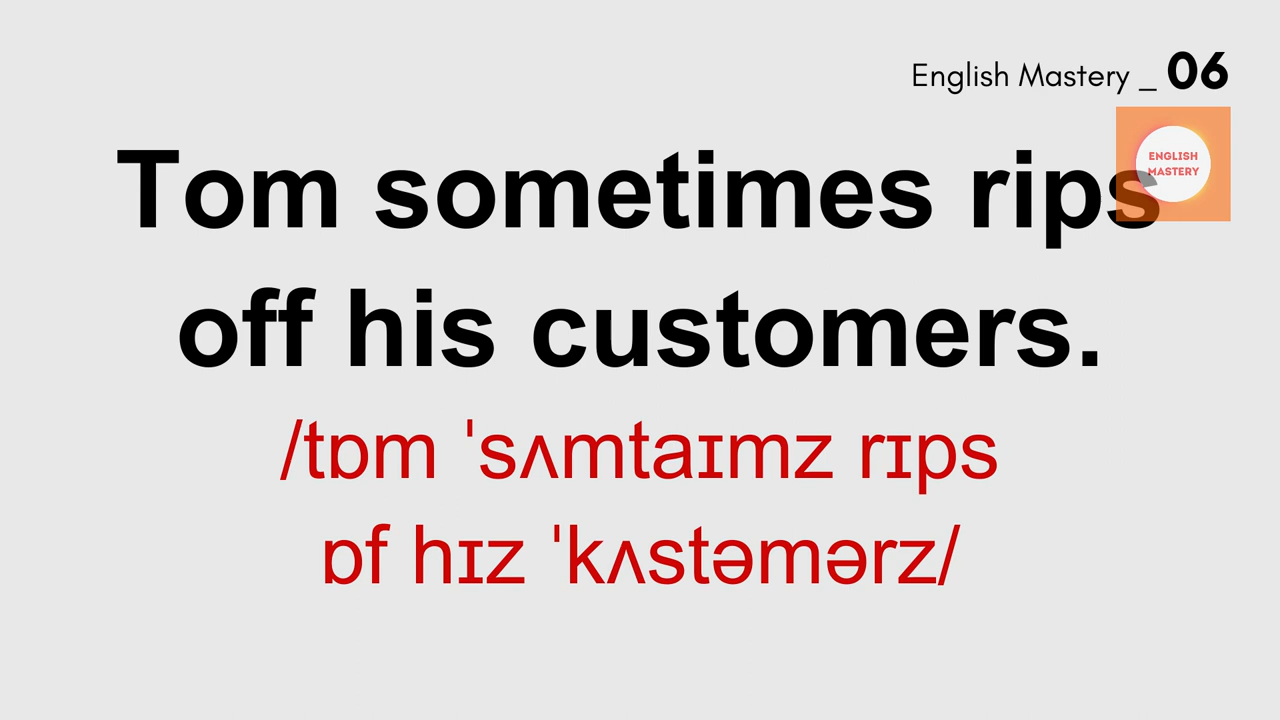 English Mastery _ 06
ENGLISH
MASTERY
Tom sometimes rips
off his customers.
/tɒm ˈsʌmtaɪmz rɪps
ɒf hɪz ˈkʌstəmərz/